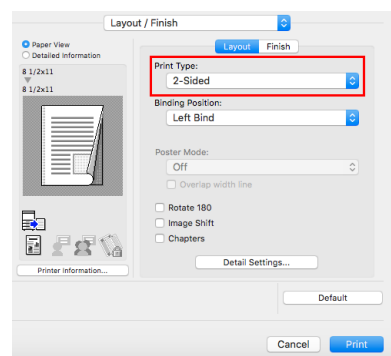 Layout / Finish
Paper View
Detailed Information
8 1/2x11
8 1/2x11
Printer Information...
Layout Finish
Print Type:
2-Sided
Binding Position:
Left Bind
Poster Mode:
Off
Overlap width line
Rotate 180
Image Shift
Chapters
Detail Settings...
Default
Cancel Print